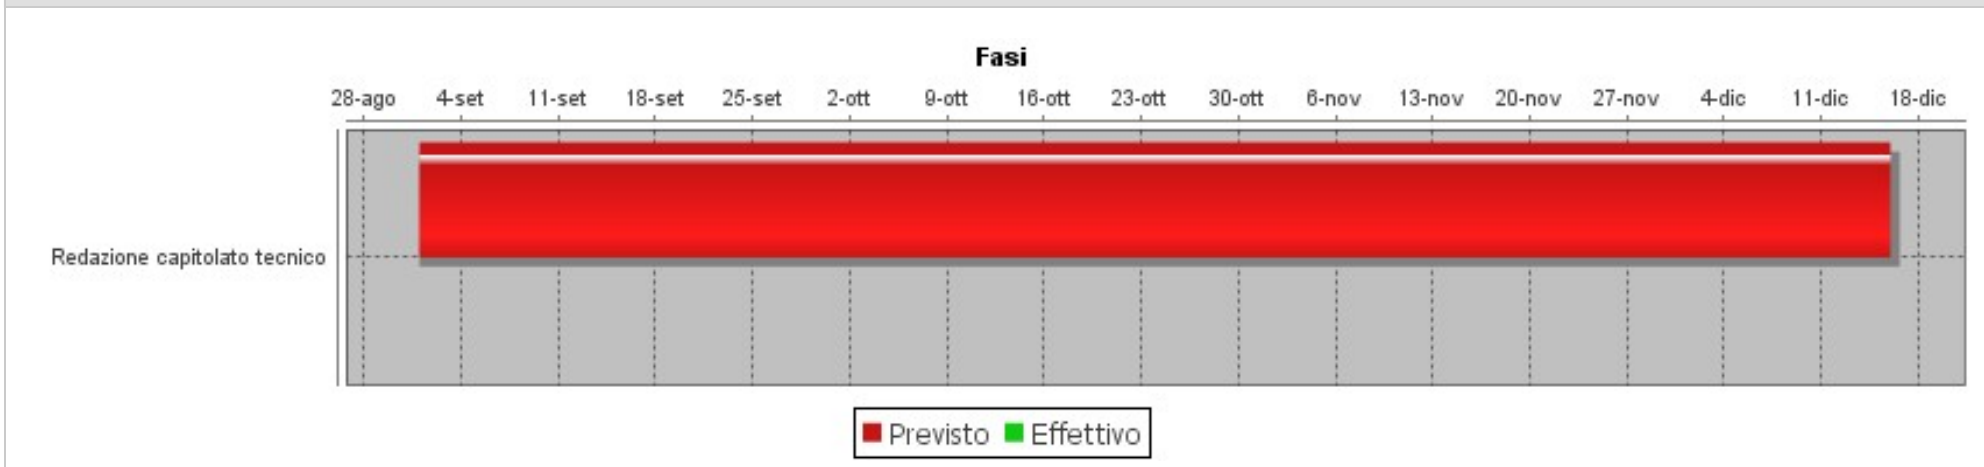 Fasi
28-ago 4-set 11-set 18-set 25-set 2-ott 9-ott 16-ott 23-ott 30-ott 6-nov 13-nov 20-nov 27-nov 4-dic 11-dic 18-dic
Redazione capitolato tecnico
Previsto Effettivo